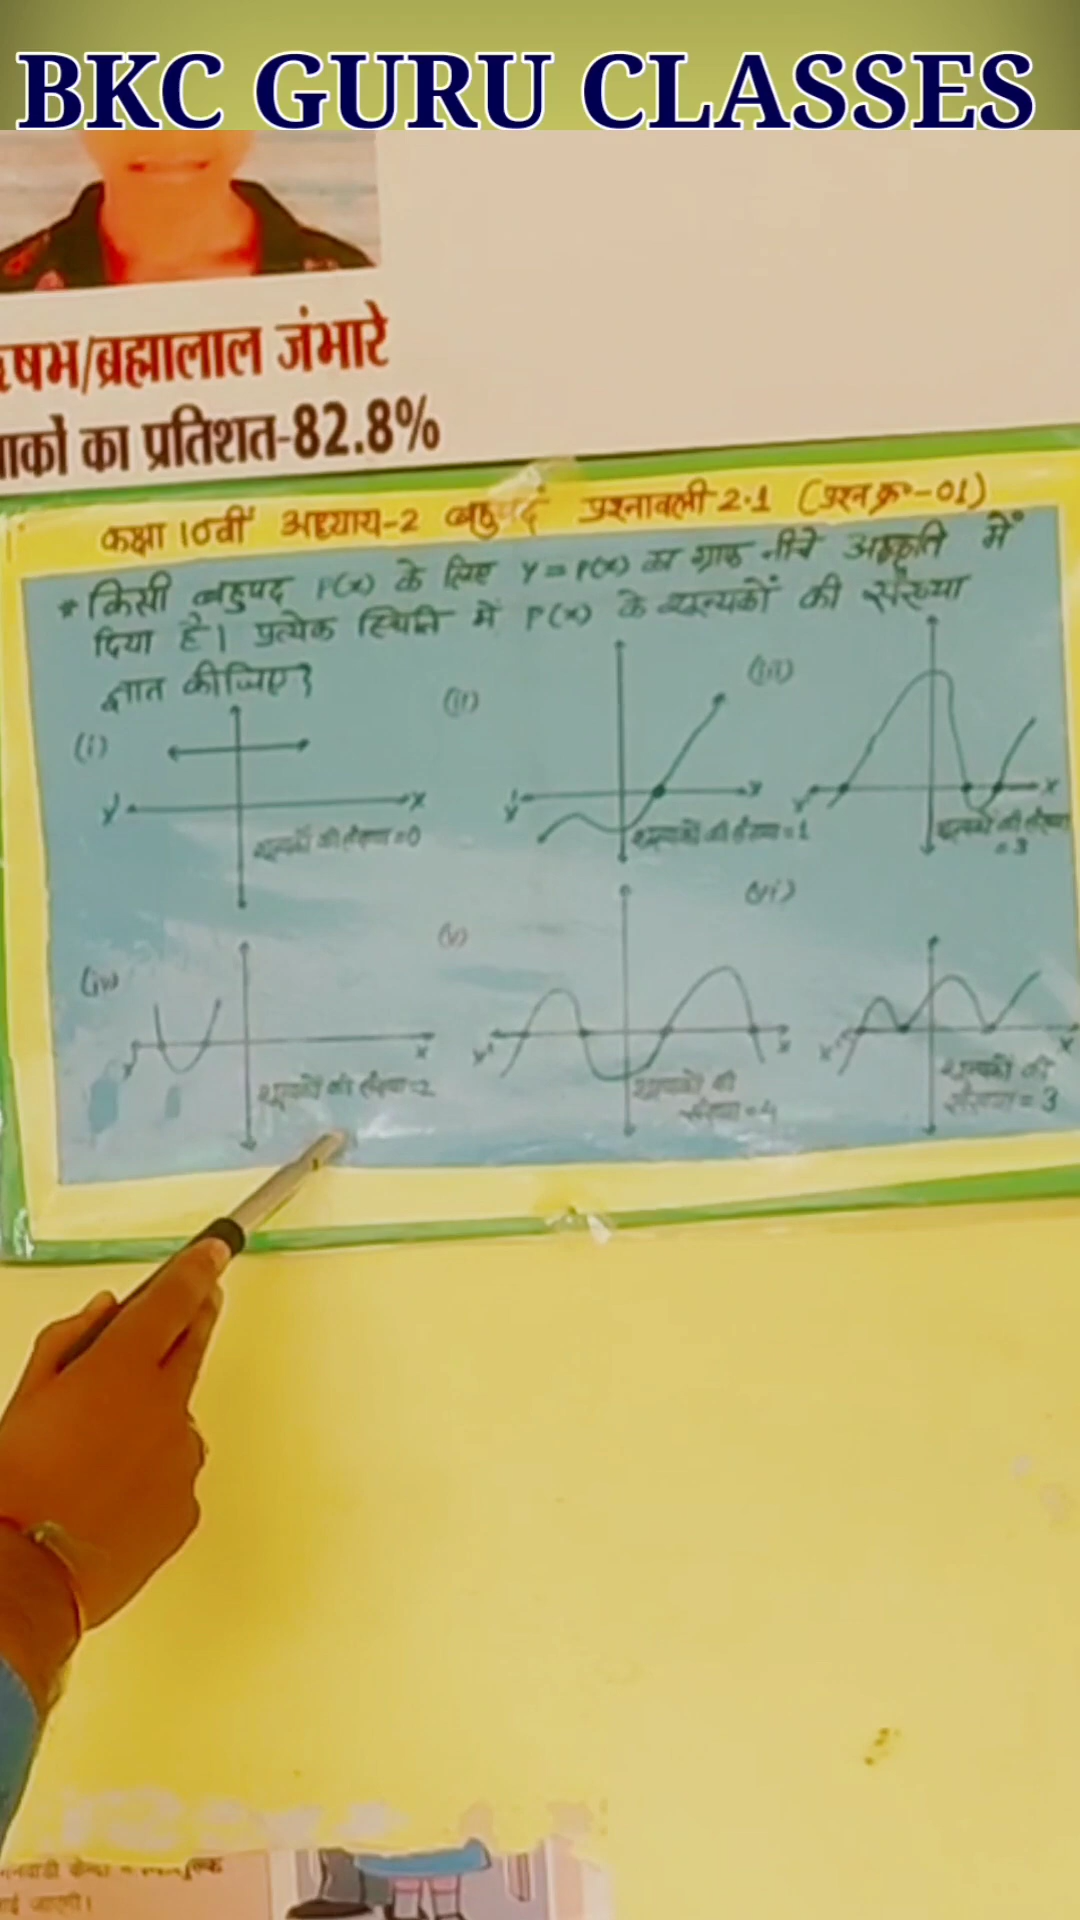 BKC GURU CLASSES
षभ/ब्रह्मालाल जंभारे
का प्रतिशत-82.8%
कक्षा 10वीं अध्याय-2 बहुपद प्रश्नावली 2.1 (प्रश्न क्र०-01)
* किसी बहुपद P(x) के लिए Y=P(x) का ग्राफ नीचे आकृति में
दिया है। प्रत्येक स्थिति में P(x) के शून्यकों की संख्या
ज्ञात कीजिए?
(i)
(ii)
(iii)
X
शून्यकों की संख्या=0
शून्यकों की संख्या=1
शून्यकों की संख्या
=3
(iv)
(v)
(vi)
शून्यकों की संख्या=2
शून्यकों की
संख्या=4
शून्यकों की
संख्या=3